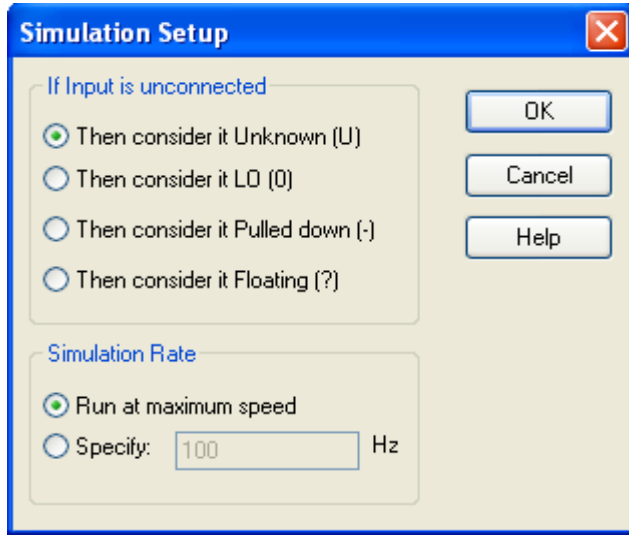 Simulation Setup
If Input is unconnected
Then consider it Unknown (U)
Then consider it LO (0)
Then consider it Pulled down (-)
Then consider it Floating (?)
OK
Cancel
Help
Simulation Rate
Run at maximum speed
Specify: 100 Hz